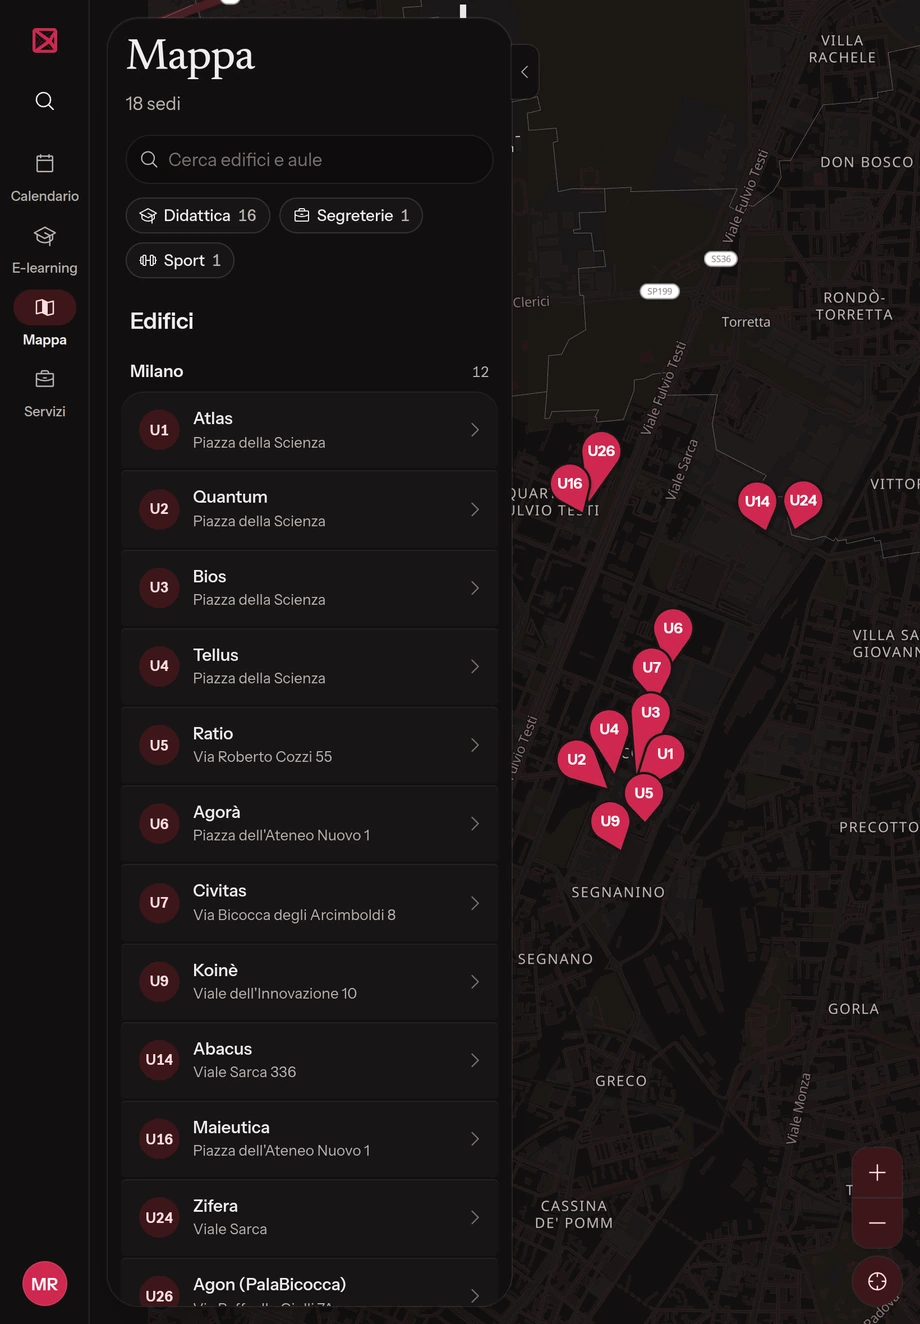 Calendario
E-learning
Mappa
Servizi
MR
Mappa
18 sedi
Cerca edifici e aule
Didattica 16
Segreterie 1
Sport 1
Edifici
Milano 12
U1 Atlas
Piazza della Scienza
U2 Quantum
Piazza della Scienza
U3 Bios
Piazza della Scienza
U4 Tellus
Piazza della Scienza
U5 Ratio
Via Roberto Cozzi 55
U6 Agorà
Piazza dell'Ateneo Nuovo 1
U7 Civitas
Via Bicocca degli Arcimboldi 8
U9 Koinè
Viale dell'Innovazione 10
U14 Abacus
Viale Sarca 336
U16 Maieutica
Piazza dell'Ateneo Nuovo 1
U24 Zifera
Viale Sarca
U26 Agon (PalaBicocca)
VILLA
RACHELE
DON BOSCO
Viale Fulvio Testi
SS36
SP199
Clerici
RONDÒ-
TORRETTA
Torretta
Viale Fulvio Testi
Viale Sarca
U26
U16
U14
U24
ULVIO TESTI
U6
U7
U3
U4
U1
U2
U5
U9
PRECOTTO
SEGNANINO
SEGNANO
GORLA
GRECO
Viale Monza
CASSINA
DE' POMM
Padova